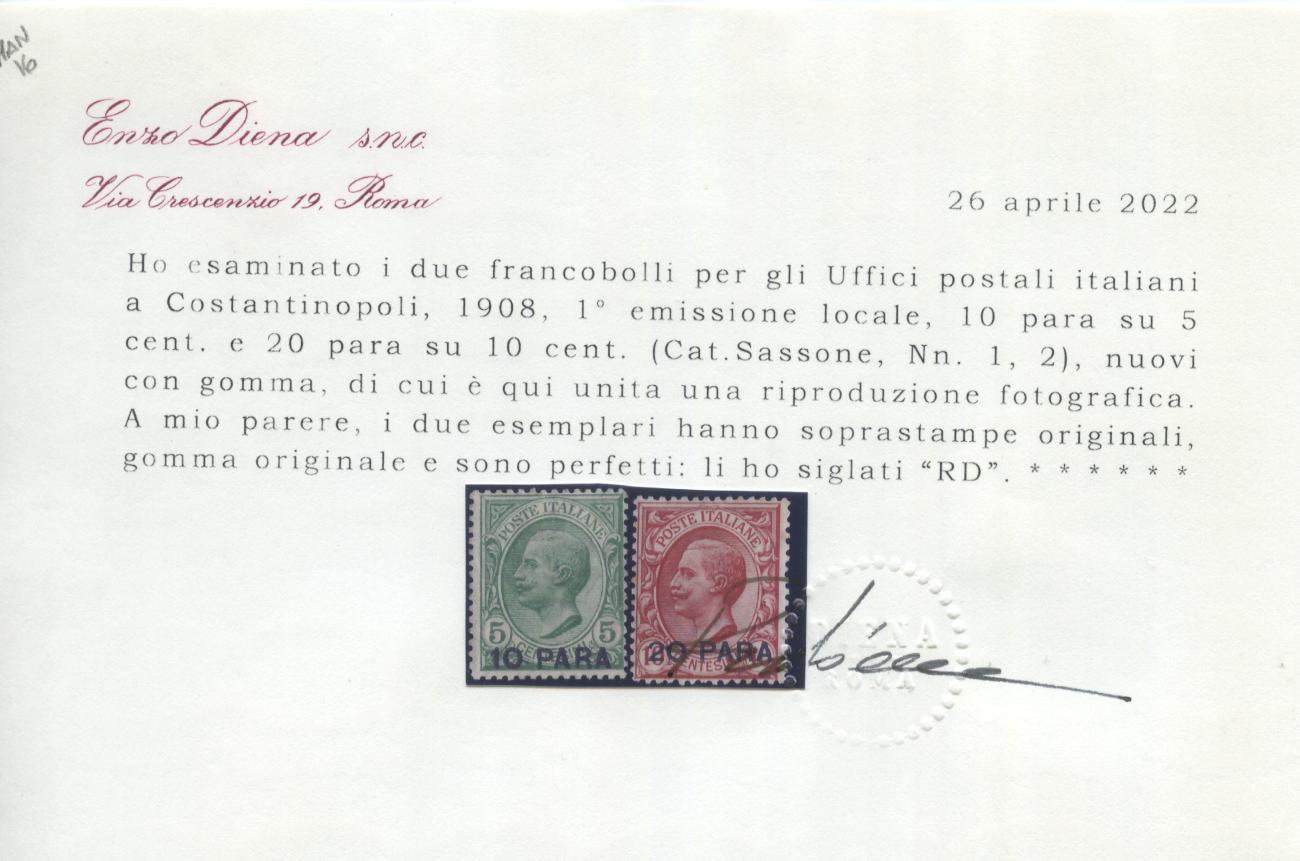 16
Enzo Diena s.n.c.
Via Crescenzio 19, Roma
26 aprile 2022
Ho esaminato i due francobolli per gli Uffici postali italiani
a Costantinopoli, 1908, 1° emissione locale, 10 para su 5
cent. e 20 para su 10 cent. (Cat.Sassone, Nn. 1, 2), nuovi
con gomma, di cui è qui unita una riproduzione fotografica.
A mio parere, i due esemplari hanno soprastampe originali,
gomma originale e sono perfetti: li ho siglati “RD”. * * * * * *
POSTE ITALIANE
5 5
10 PARA
POSTE ITALIANE
20 PARA